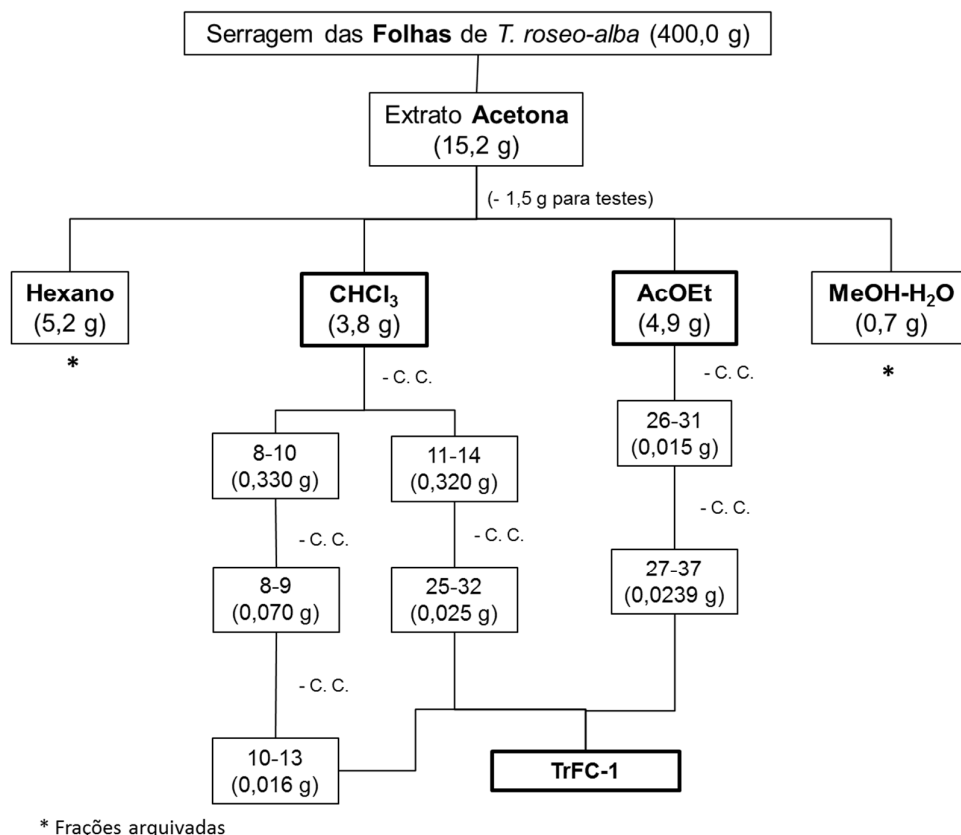 Serragem das Folhas de T. roseo-alba (400,0 g)
Extrato Acetona
(15,2 g)
(- 1,5 g para testes)
Hexano
(5,2 g)
*
CHCl₃
(3,8 g)
AcOEt
(4,9 g)
MeOH-H₂O
(0,7 g)
*
- C. C.
- C. C.
8-10
(0,330 g)
11-14
(0,320 g)
26-31
(0,015 g)
- C. C.
- C. C.
- C. C.
8-9
(0,070 g)
25-32
(0,025 g)
27-37
(0,0239 g)
- C. C.
10-13
(0,016 g)
TrFC-1
* Frações arquivadas